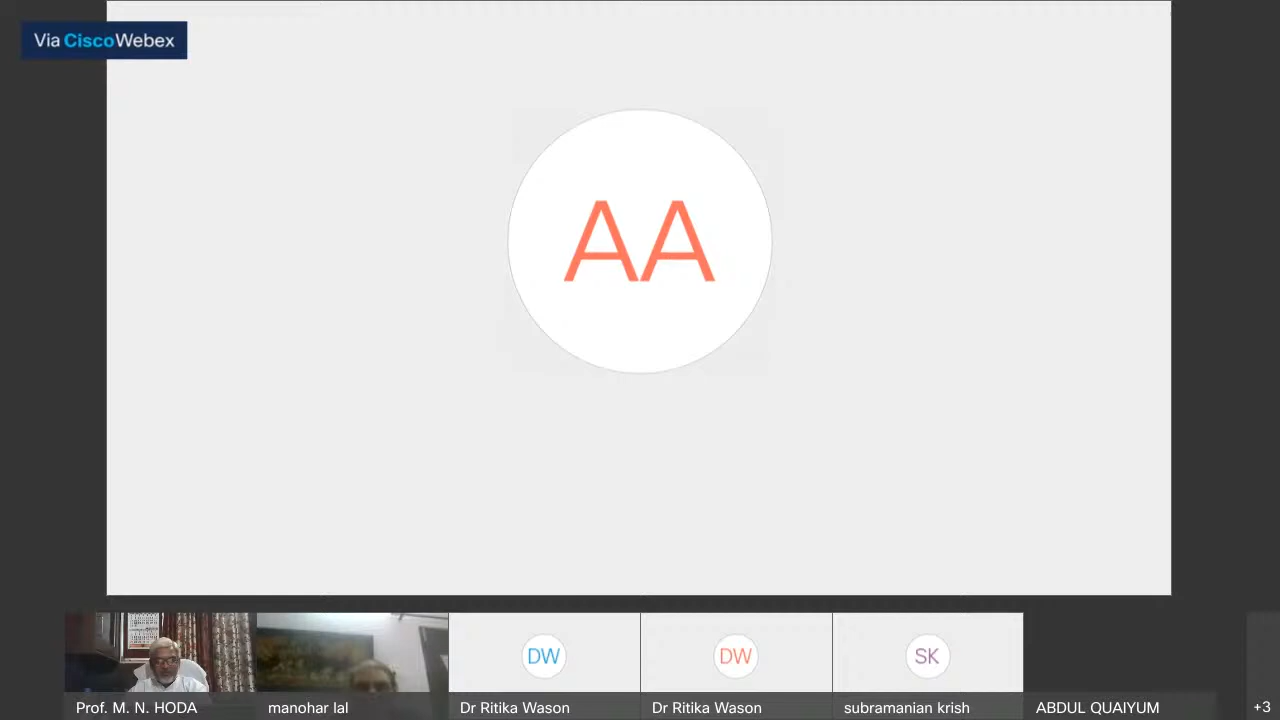 Via CiscoWebex
AA
DW
DW
SK
Prof. M. N. HODA
manohar lal
Dr Ritika Wason
Dr Ritika Wason
subramanian krish
ABDUL QUAIYUM
+3